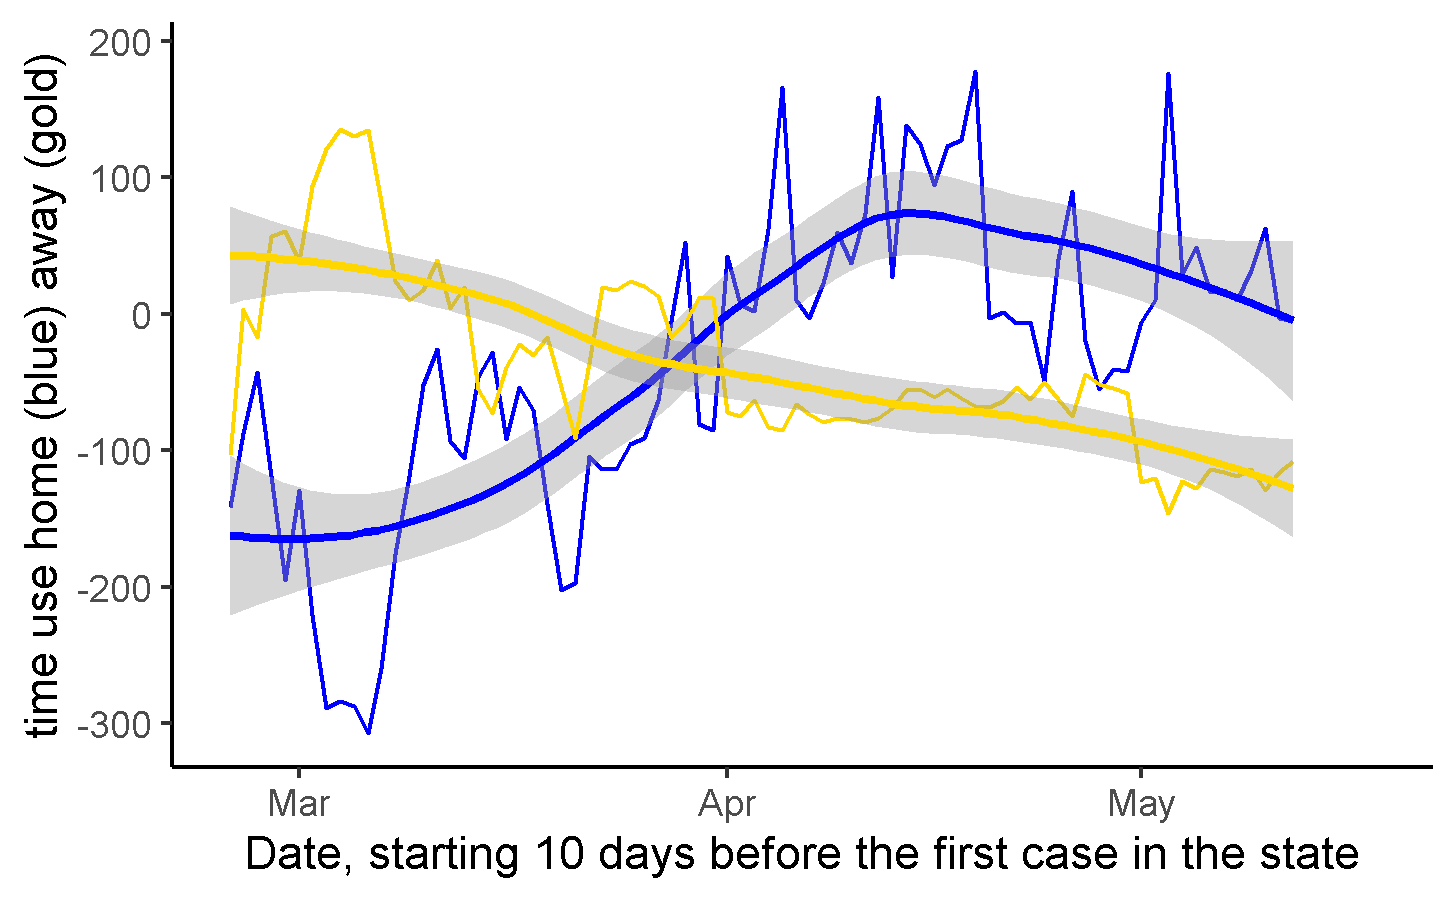 time use home (blue) away (gold)
200
100
0
-100
-200
-300
Mar
Apr
May
Date, starting 10 days before the first case in the state